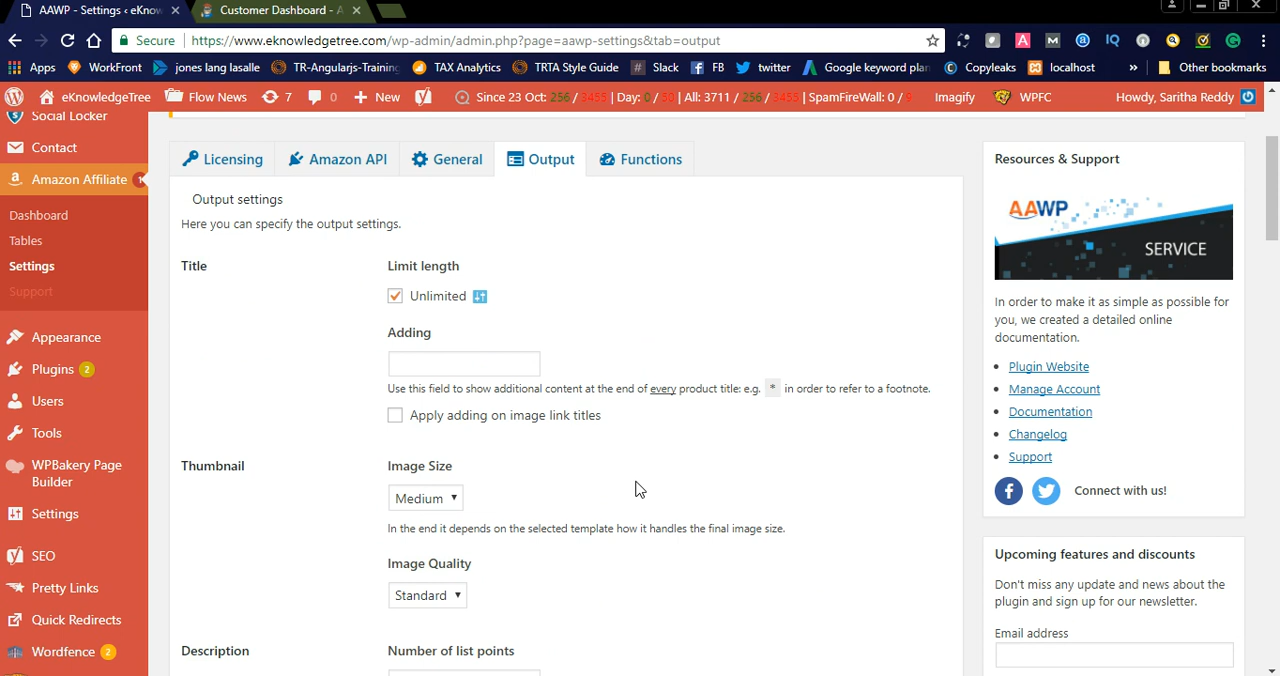 AAWP - Settings ‹ eKnow
Customer Dashboard - A
Secure
https://www.eknowledgetree.com/wp-admin/admin.php?page=aawp-settings&tab=output
Apps
WorkFront
jones lang lasalle
TR-Angularjs-Training
TAX Analytics
TRTA Style Guide
Slack
FB
twitter
Google keyword plan
Copyleaks
localhost
»
Other bookmarks
eKnowledgeTree
Flow News
7
0
New
Since 23 Oct: 256 / 3455 | Day: 0 / 50 | All: 3711 / 256 / 3455 | SpamFireWall: 0 / 9
Imagify
WPFC
Howdy, Saritha Reddy
Social Locker
Contact
Amazon Affiliate 1
Dashboard
Tables
Settings
Support
Appearance
Plugins 2
Users
Tools
WPBakery Page
Builder
Settings
SEO
Pretty Links
Quick Redirects
Wordfence 2
Licensing
Amazon API
General
Output
Functions
Output settings
Here you can specify the output settings.
Title
Limit length
Unlimited
Adding
Use this field to show additional content at the end of every product title: e.g. * in order to refer to a footnote.
Apply adding on image link titles
Thumbnail
Image Size
Medium
In the end it depends on the selected template how it handles the final image size.
Image Quality
Standard
Description
Number of list points
Resources & Support
AAWP
SERVICE
In order to make it as simple as possible for
you, we created a detailed online
documentation.
Plugin Website
Manage Account
Documentation
Changelog
Support
Connect with us!
Upcoming features and discounts
Don't miss any update and news about the
plugin and sign up for our newsletter.
Email address